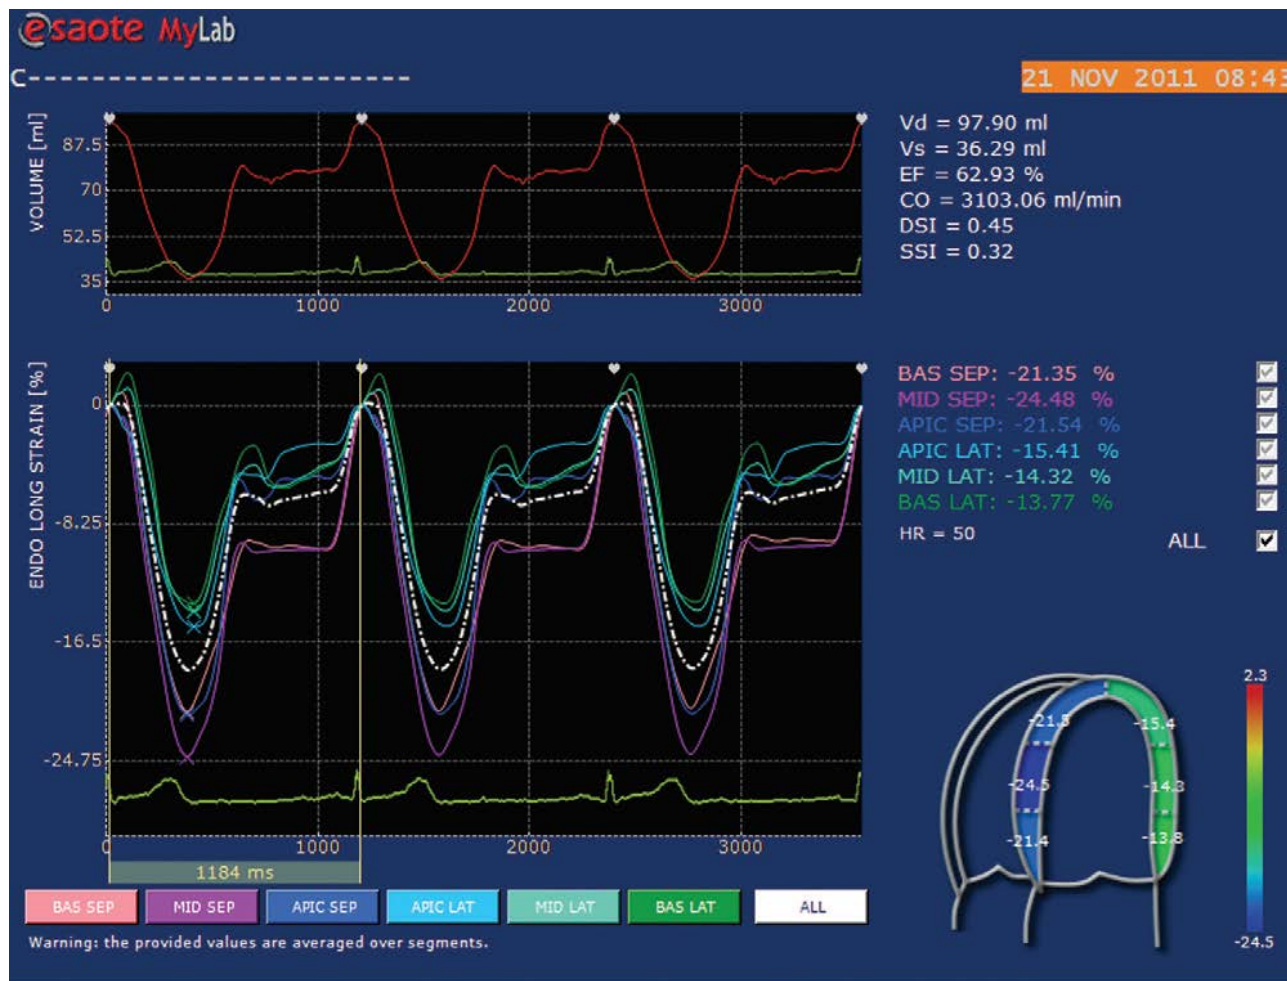 esaote MyLab
C-------------------------
21 NOV 2011 08:43
VOLUME [ml]
87.5
70
52.5
35
0 1000 2000 3000
Vd = 97.90 ml
Vs = 36.29 ml
EF = 62.93 %
CO = 3103.06 ml/min
DSI = 0.45
SSI = 0.32
ENDO LONG STRAIN [%]
0
-8.25
-16.5
-24.75
0 1000 2000 3000
1184 ms
BAS SEP: -21.35 %
MID SEP: -24.48 %
APIC SEP: -21.54 %
APIC LAT: -15.41 %
MID LAT: -14.32 %
BAS LAT: -13.77 %
HR = 50
ALL
2.3
-21.5 -15.4
-24.5 -14.3
-21.4 -13.8
-24.5
BAS SEP MID SEP APIC SEP APIC LAT MID LAT BAS LAT ALL
Warning: the provided values are averaged over segments.